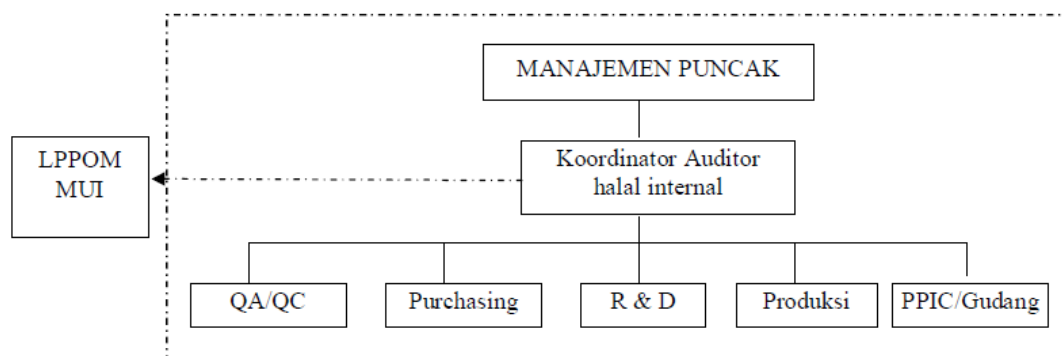 MANAJEMEN PUNCAK
LPPOM
MUI
Koordinator Auditor
halal internal
QA/QC
Purchasing
R & D
Produksi
PPIC/Gudang